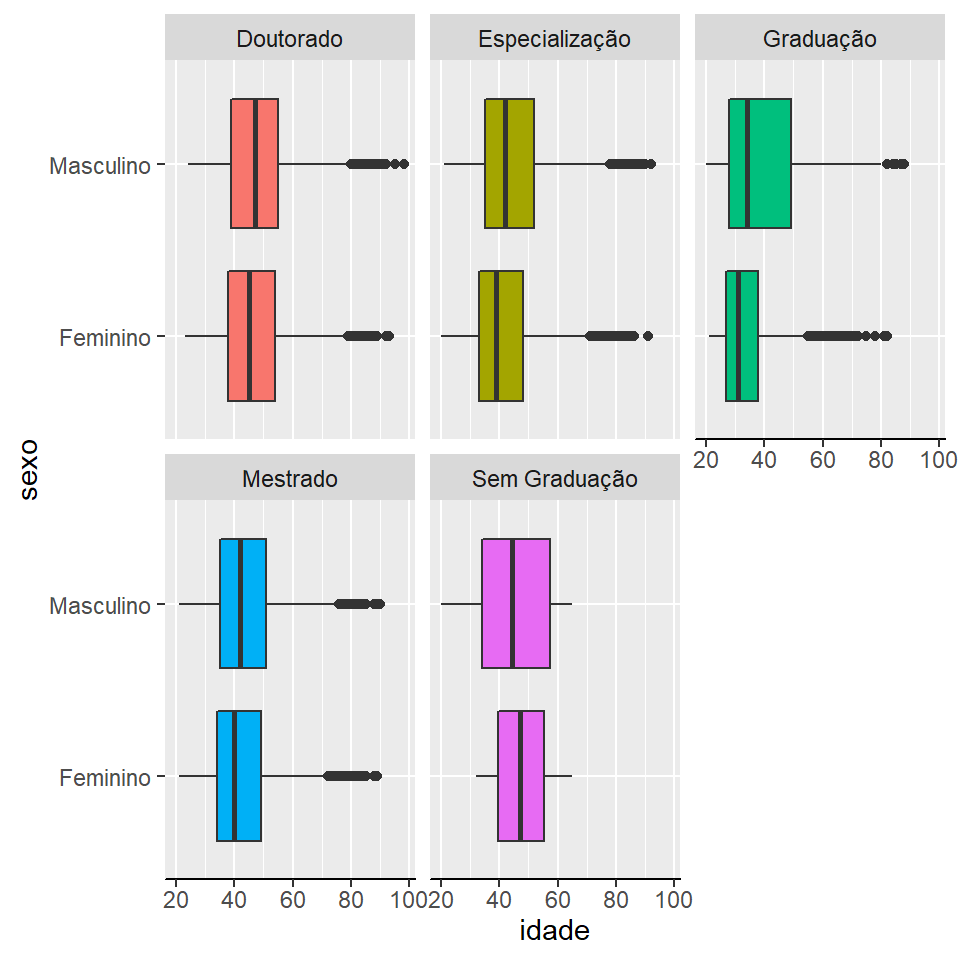 Doutorado Especialização Graduação
Masculino
Feminino
20 40 60 80 100
sexo
Mestrado Sem Graduação
Masculino
Feminino
20 40 60 80 100 20 40 60 80 100
idade